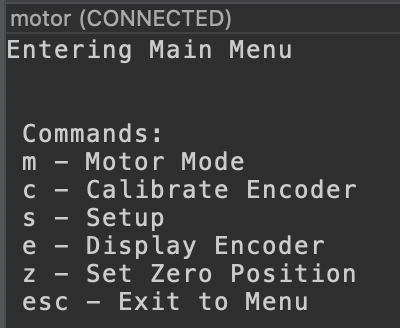 motor (CONNECTED)
Entering Main Menu
Commands:
m - Motor Mode
c - Calibrate Encoder
s - Setup
e - Display Encoder
z - Set Zero Position
esc - Exit to Menu